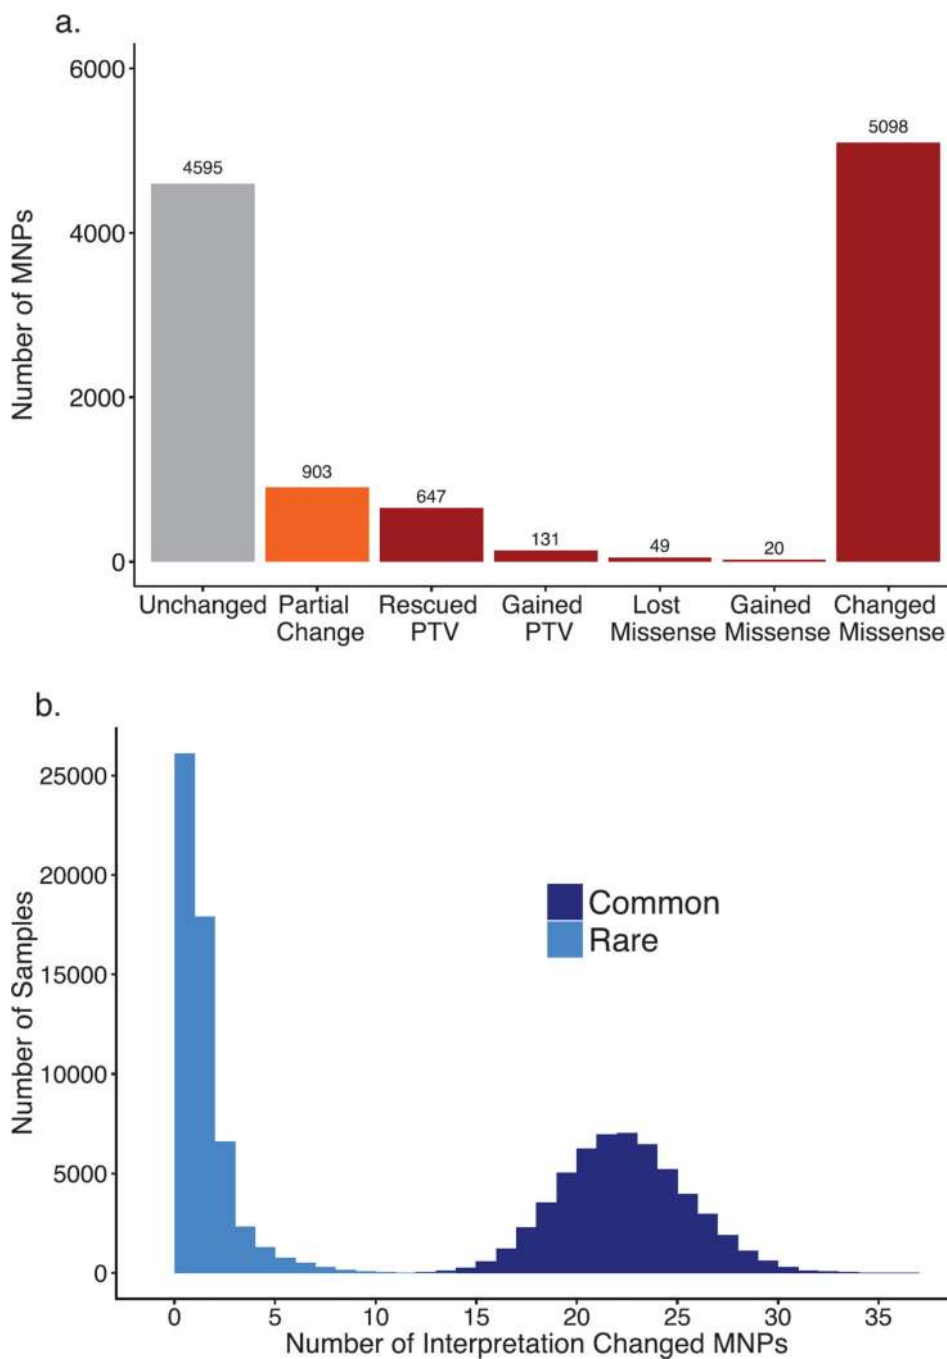 a.
6000
4000
2000
0
Number of MNPs
4595
903
647
131
49
20
5098
Unchanged
Partial
Change
Rescued
PTV
Gained
PTV
Lost
Missense
Gained
Missense
Changed
Missense
b.
25000
20000
15000
10000
5000
0
Number of Samples
Common
Rare
0 5 10 15 20 25 30 35
Number of Interpretation Changed MNPs